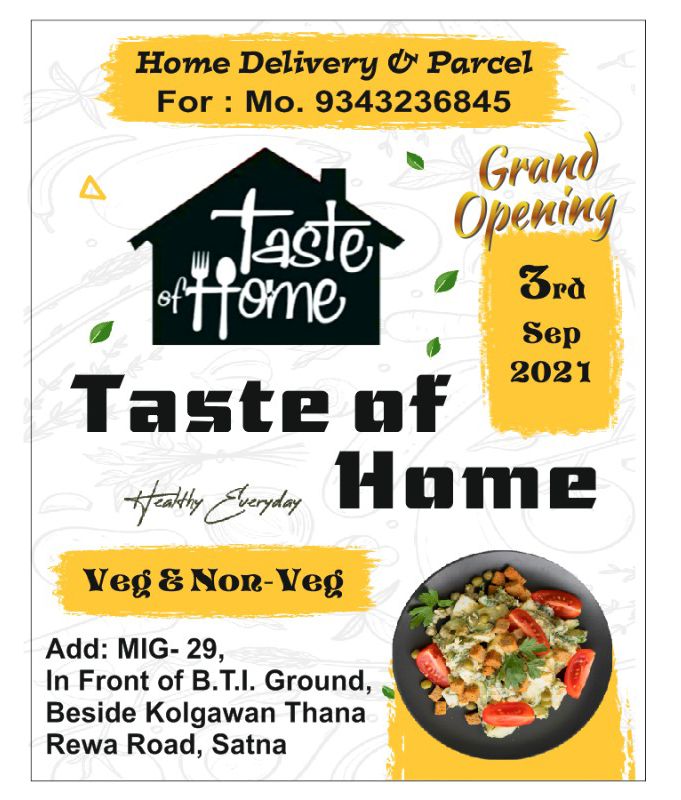 Home Delivery & Parcel
For : Mo. 9343236845
Grand
Opening
Taste
of Home
3rd
Sep
2021
Taste of
Home
Healthy Everyday
Veg & Non-Veg
Add: MIG- 29,
In Front of B.T.I. Ground,
Beside Kolgawan Thana
Rewa Road, Satna